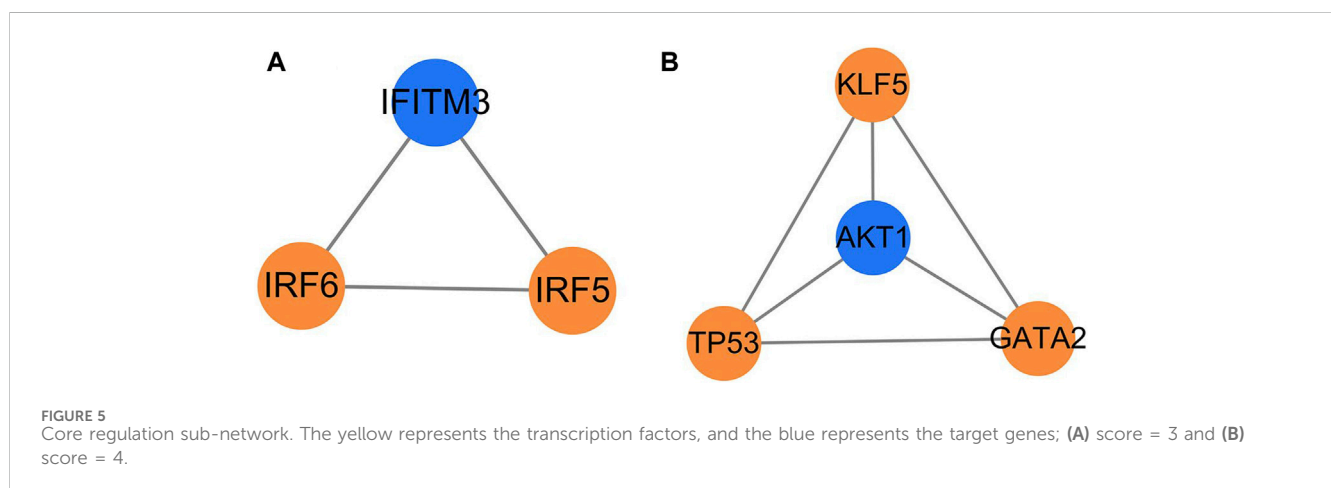 A
IFITM3
IRF6
IRF5
B
KLF5
AKT1
TP53
GATA2
FIGURE 5
Core regulation sub-network. The yellow represents the transcription factors, and the blue represents the target genes; (A) score = 3 and (B)
score = 4.